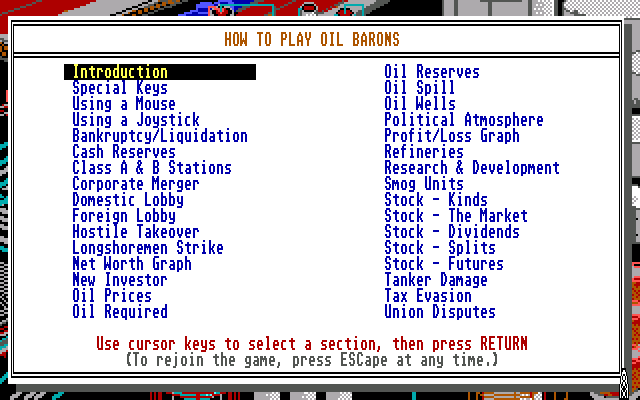 HOW TO PLAY OIL BARONS
Introduction
Special Keys
Using a Mouse
Using a Joystick
Bankruptcy/Liquidation
Cash Reserves
Class A & B Stations
Corporate Merger
Domestic Lobby
Foreign Lobby
Hostile Takeover
Longshoremen Strike
Net Worth Graph
New Investor
Oil Prices
Oil Required
Oil Reserves
Oil Spill
Oil Wells
Political Atmosphere
Profit/Loss Graph
Refineries
Research & Development
Smog Units
Stock - Kinds
Stock - The Market
Stock - Dividends
Stock - Splits
Stock - Futures
Tanker Damage
Tax Evasion
Union Disputes
Use cursor keys to select a section, then press RETURN
(To rejoin the game, press ESCape at any time.)